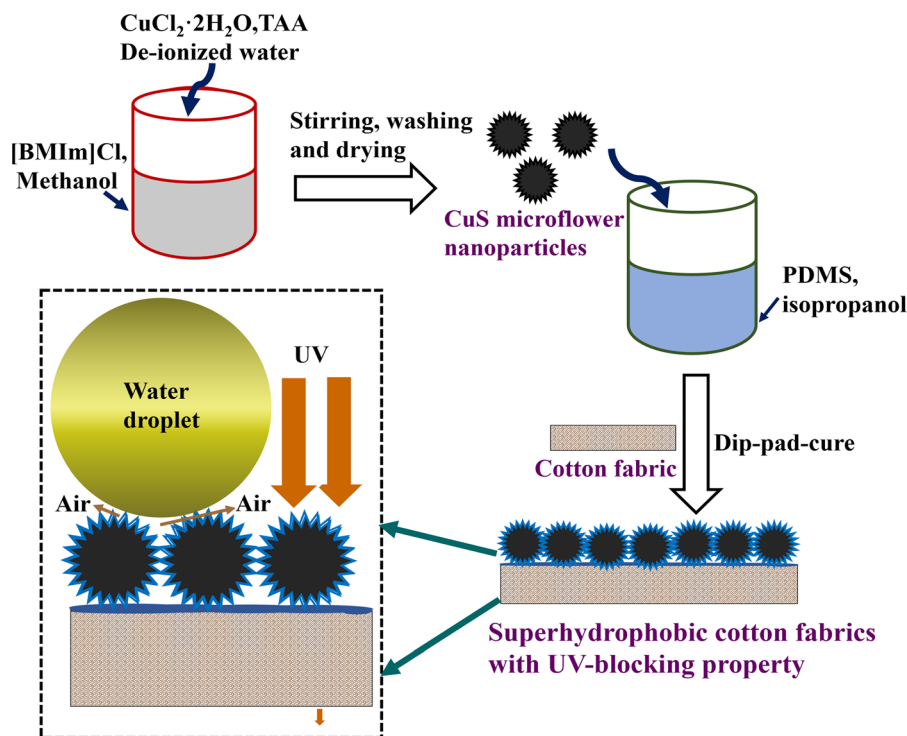 CuCl₂·2H₂O,TAA
De-ionized water
[BMIm]Cl,
Methanol
Stirring, washing
and drying
CuS microflower
nanoparticles
PDMS,
isopropanol
Dip-pad-cure
Cotton fabric
Superhydrophobic cotton fabrics
with UV-blocking property
UV
Water
droplet
Air
Air